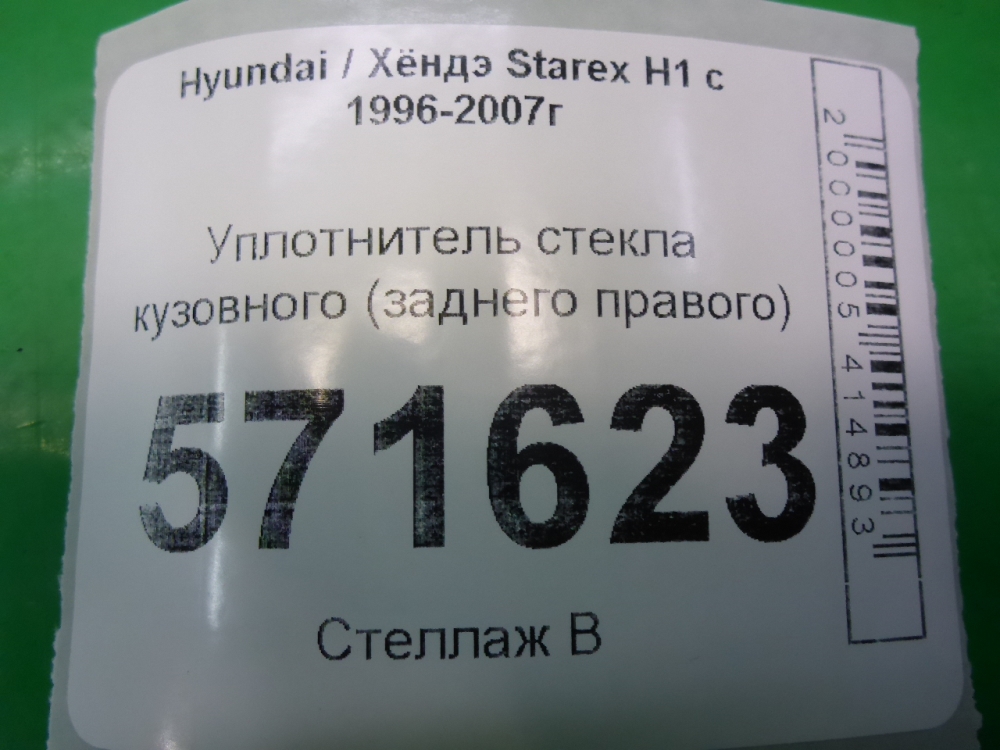 Hyundai / Хёндэ Starex H1 с
1996-2007г
Уплотнитель стекла
кузовного (заднего правого)
571623
Стеллаж В
2000005414893